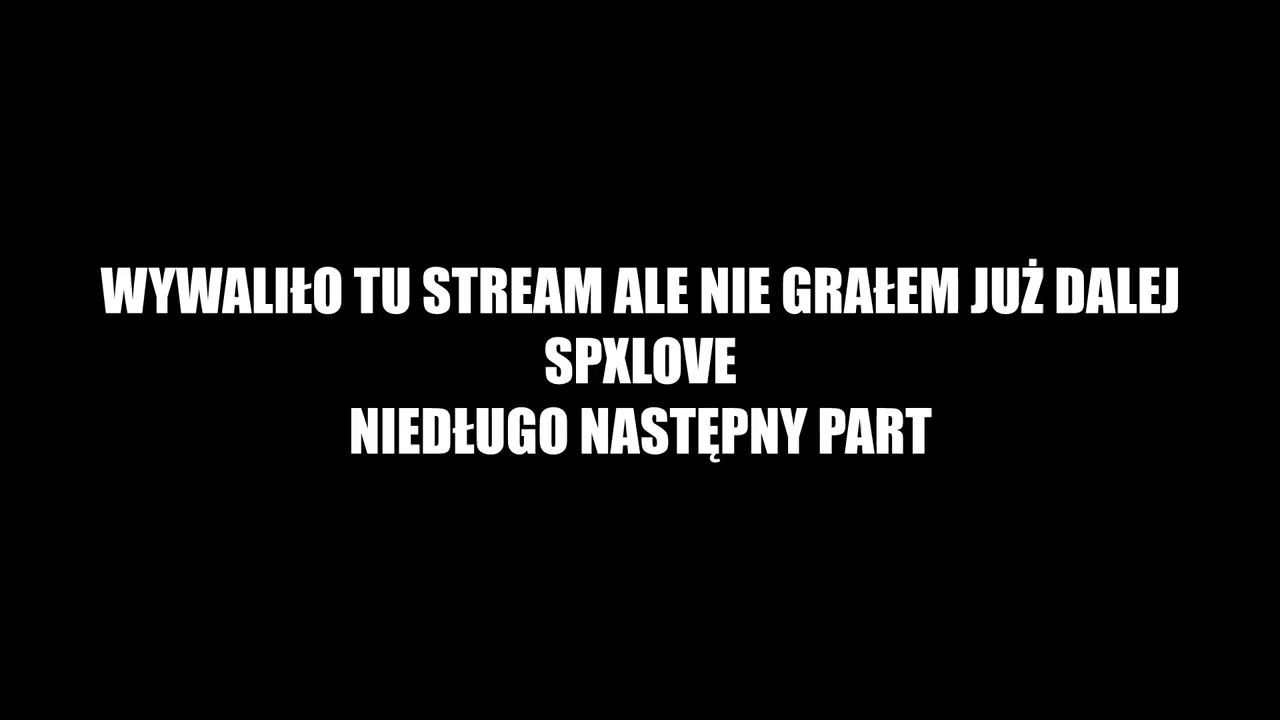 WYWALIŁO TU STREAM ALE NIE GRAŁEM JUŻ DALEJ
SPXLOVE
NIEDŁUGO NASTĘPNY PART